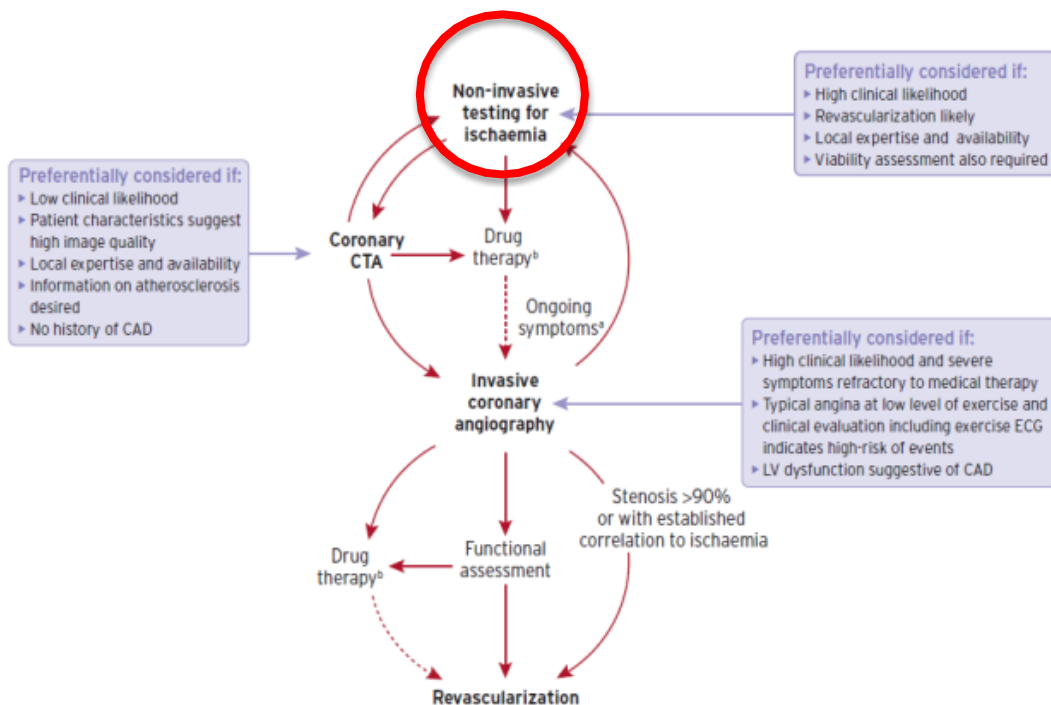 Non-invasive
testing for
ischaemia
Preferentially considered if:
▸ High clinical likelihood
▸ Revascularization likely
▸ Local expertise and availability
▸ Viability assessment also required
Preferentially considered if:
▸ Low clinical likelihood
▸ Patient characteristics suggest
high image quality
▸ Local expertise and availability
▸ Information on atherosclerosis
desired
▸ No history of CAD
Coronary
CTA
Drug
therapyᵇ
Ongoing
symptomsᵃ
Preferentially considered if:
▸ High clinical likelihood and severe
symptoms refractory to medical therapy
▸ Typical angina at low level of exercise and
clinical evaluation including exercise ECG
indicates high-risk of events
▸ LV dysfunction suggestive of CAD
Invasive
coronary
angiography
Stenosis >90%
or with established
correlation to ischaemia
Drug
therapyᵇ
Functional
assessment
Revascularization